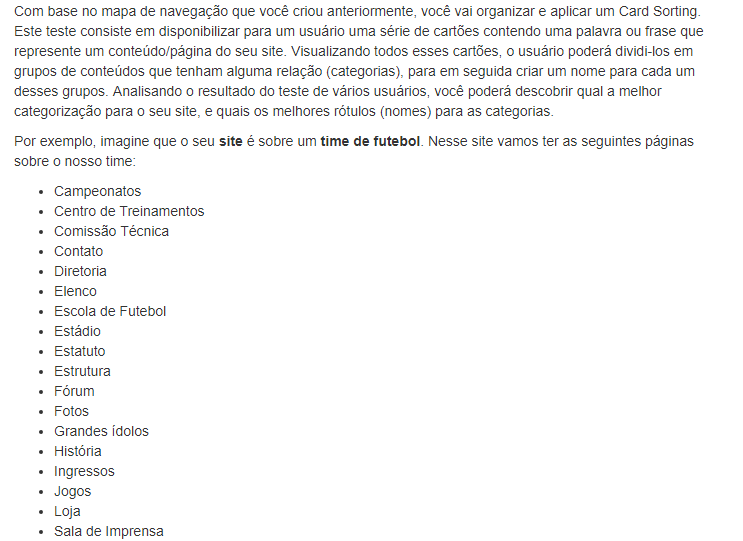 Com base no mapa de navegação que você criou anteriormente, você vai organizar e aplicar um Card Sorting.
Este teste consiste em disponibilizar para um usuário uma série de cartões contendo uma palavra ou frase que
represente um conteúdo/página do seu site. Visualizando todos esses cartões, o usuário poderá dividi-los em
grupos de conteúdos que tenham alguma relação (categorias), para em seguida criar um nome para cada um
desses grupos. Analisando o resultado do teste de vários usuários, você poderá descobrir qual a melhor
categorização para o seu site, e quais os melhores rótulos (nomes) para as categorias.
Por exemplo, imagine que o seu site é sobre um time de futebol. Nesse site vamos ter as seguintes páginas
sobre o nosso time:
• Campeonatos
• Centro de Treinamentos
• Comissão Técnica
• Contato
• Diretoria
• Elenco
• Escola de Futebol
• Estádio
• Estatuto
• Estrutura
• Fórum
• Fotos
• Grandes ídolos
• História
• Ingressos
• Jogos
• Loja
• Sala de Imprensa